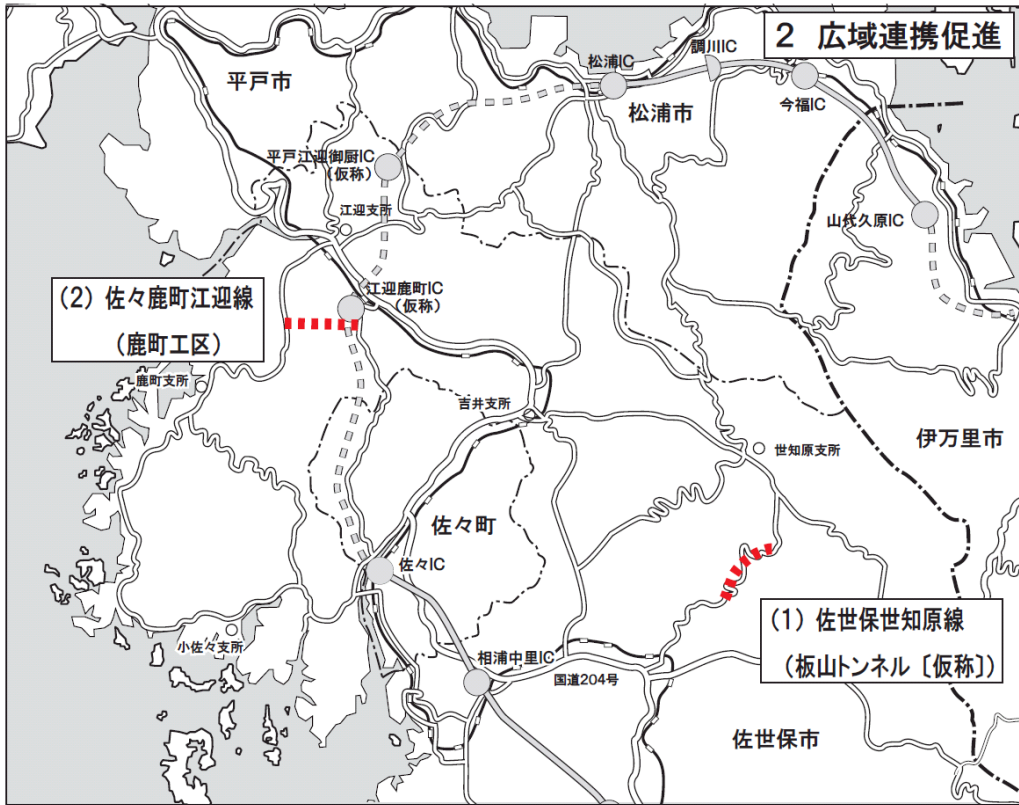 2 広域連携促進
調川IC
松浦IC
平戸市
松浦市
今福IC
平戸江迎御厨IC
(仮称)
江迎支所
山代久原IC
(2) 佐々鹿町江迎線
(鹿町工区)
江迎鹿町IC
(仮称)
鹿町支所
吉井支所
世知原支所
伊万里市
佐々町
佐々IC
小佐々支所
相浦中里IC
国道204号
(1) 佐世保世知原線
(板山トンネル〔仮称〕)
佐世保市